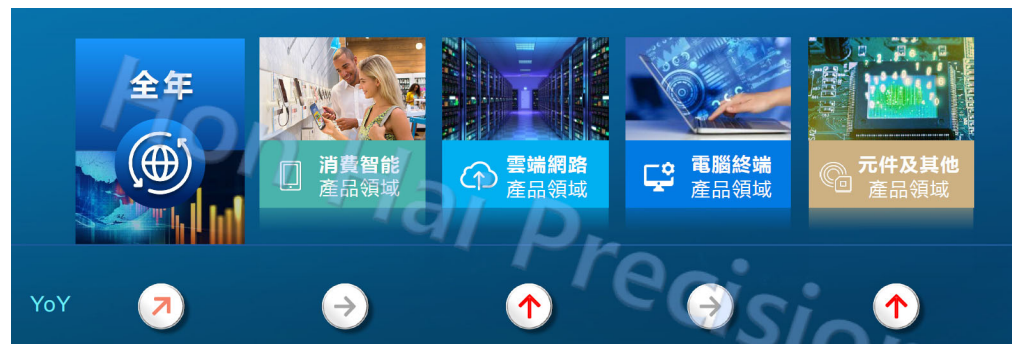 全年
消費智能
產品領域
雲端網路
產品領域
電腦終端
產品領域
元件及其他
產品領域
YoY
Hon Hai Precision